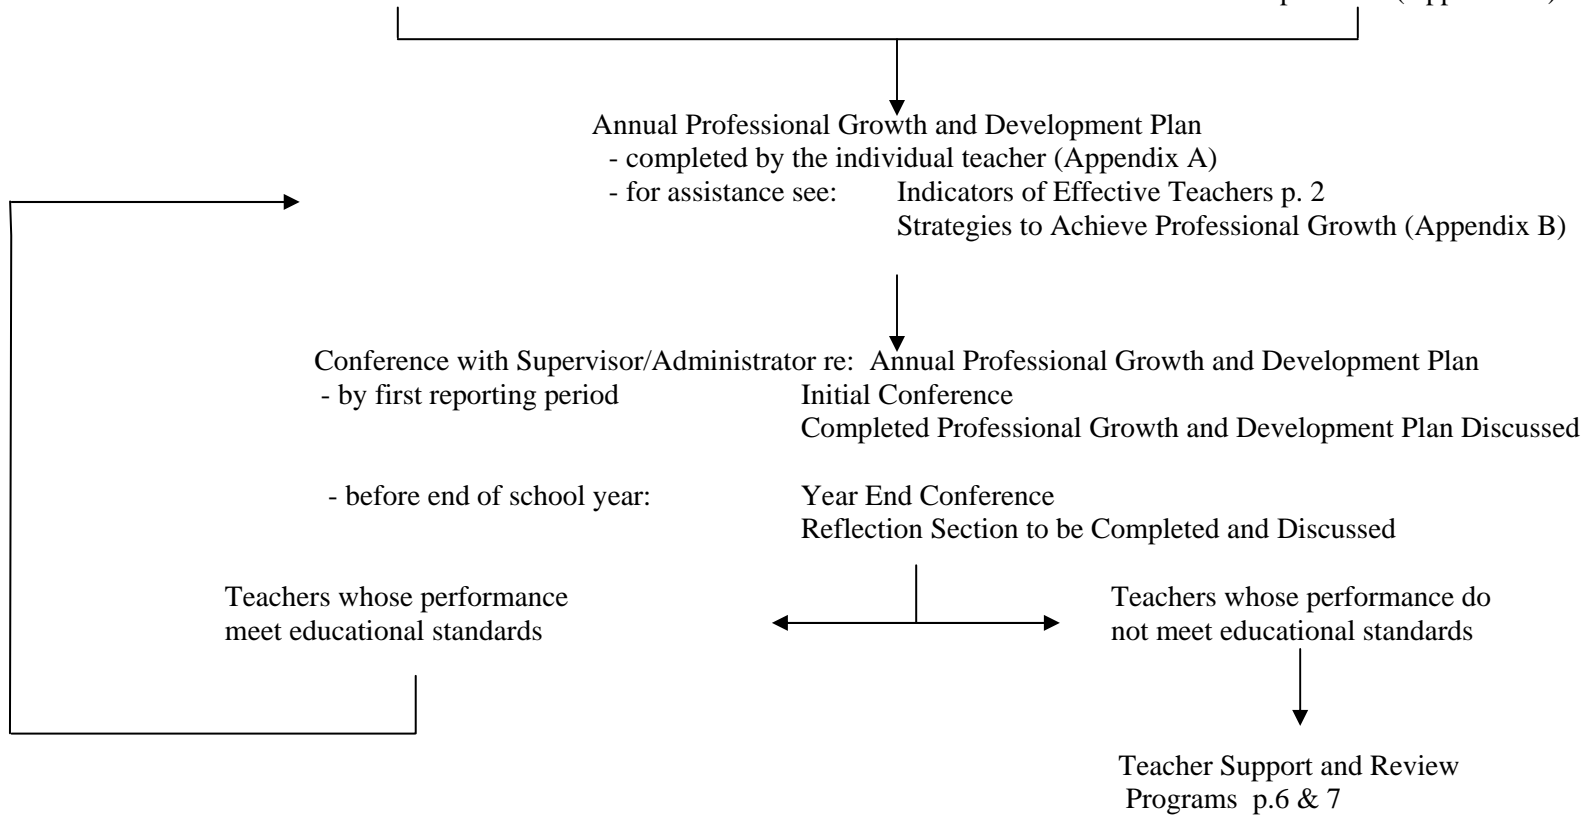 Annual Professional Growth and Development Plan
- completed by the individual teacher (Appendix A)
- for assistance see: Indicators of Effective Teachers p. 2
Strategies to Achieve Professional Growth (Appendix B)
Conference with Supervisor/Administrator re: Annual Professional Growth and Development Plan
- by first reporting period Initial Conference
Completed Professional Growth and Development Plan Discussed
- before end of school year: Year End Conference
Reflection Section to be Completed and Discussed
Teachers whose performance
meet educational standards
Teachers whose performance do
not meet educational standards
Teacher Support and Review
Programs p.6 & 7